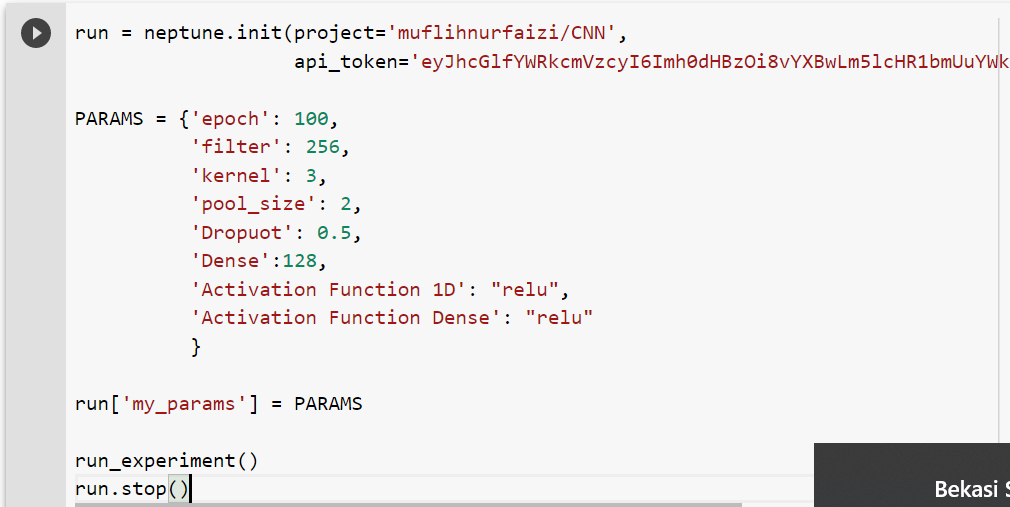 run = neptune.init(project='muflihnurfaizi/CNN',
api_token='eyJhcGlfYWRkcmVzcyI6Imh0dHBzOi8vYXBwLm5lcHR1bmUuYWk
PARAMS = {'epoch': 100,
'filter': 256,
'kernel': 3,
'pool_size': 2,
'Dropuot': 0.5,
'Dense':128,
'Activation Function 1D': "relu",
'Activation Function Dense': "relu"
}
run['my_params'] = PARAMS
run_experiment()
run.stop()
Bekasi S